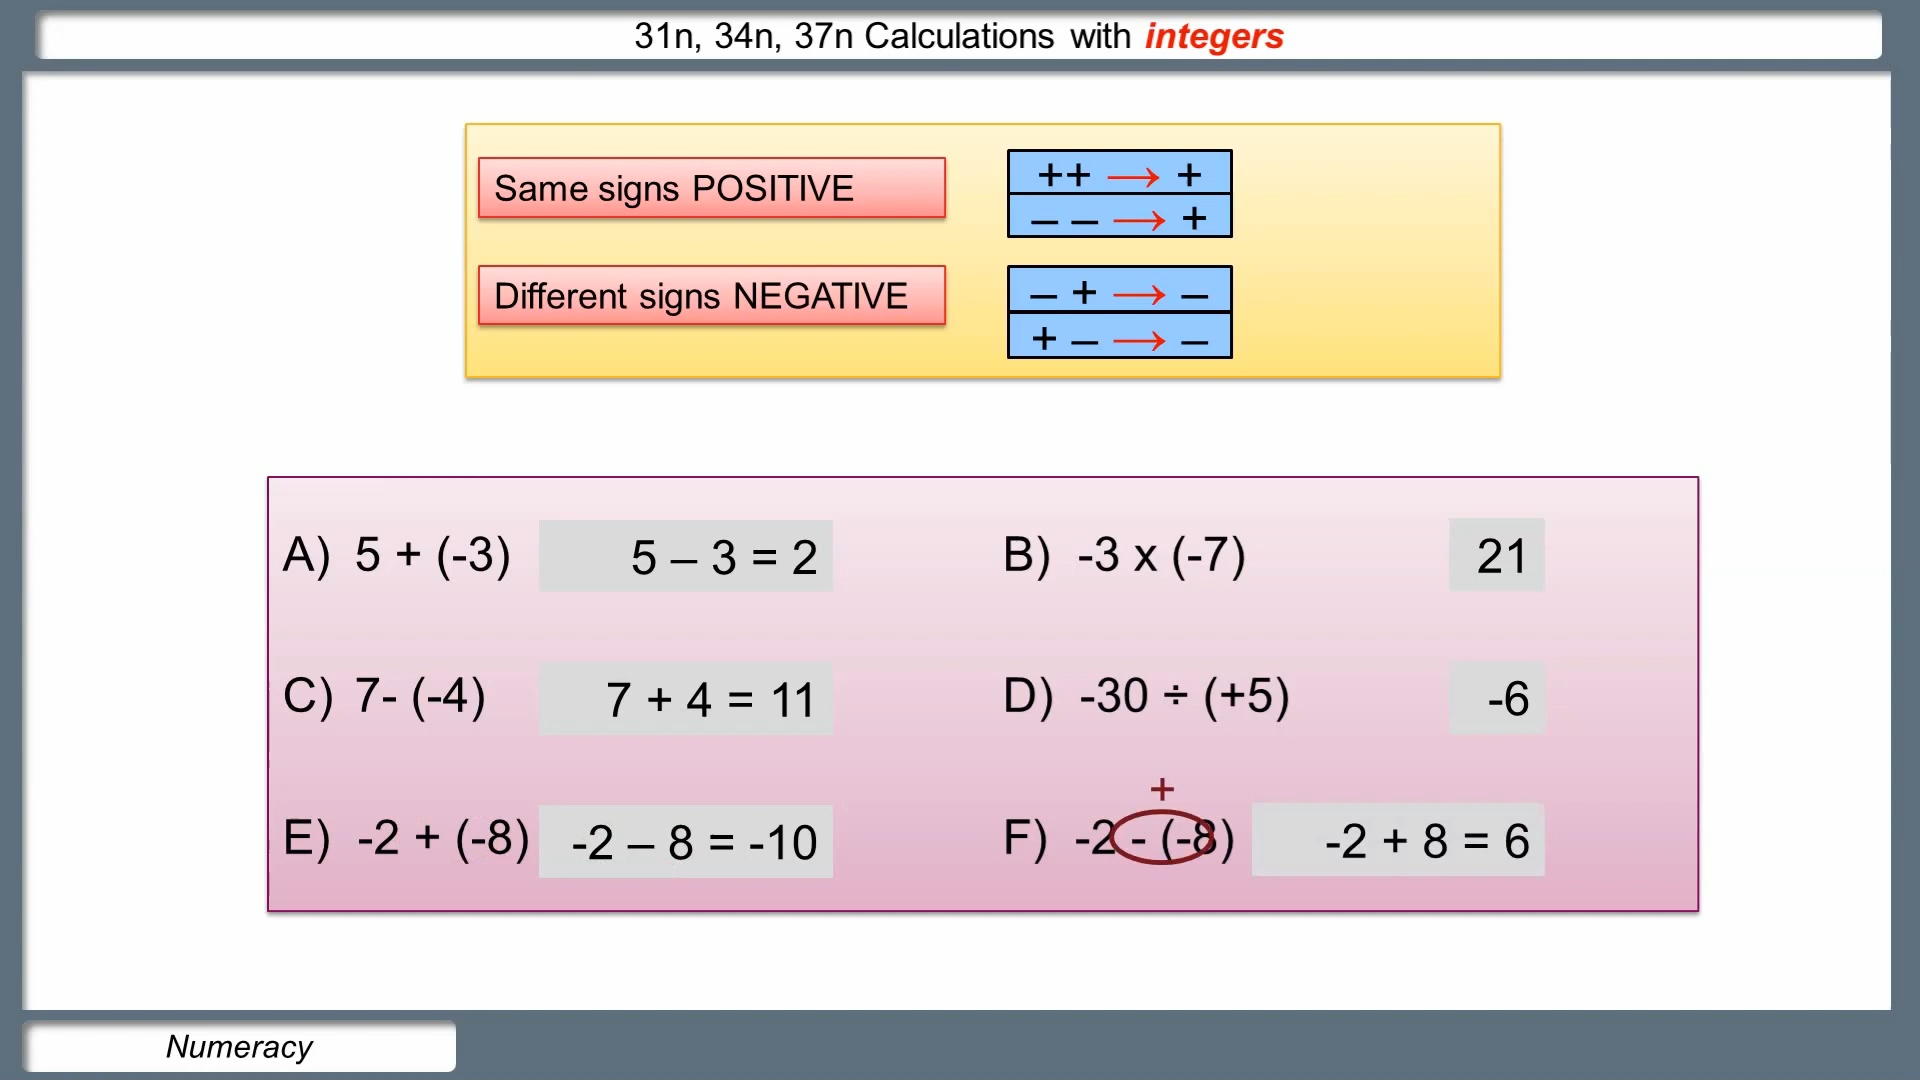 31n, 34n, 37n Calculations with integers
Same signs POSITIVE
++ → +
– – → +
Different signs NEGATIVE
– + → –
+ – → –
A) 5 + (-3) 5 – 3 = 2
B) -3 x (-7) 21
C) 7- (-4) 7 + 4 = 11
D) -30 ÷ (+5) -6
+
E) -2 + (-8) -2 – 8 = -10
F) -2 - (-8) -2 + 8 = 6
Numeracy